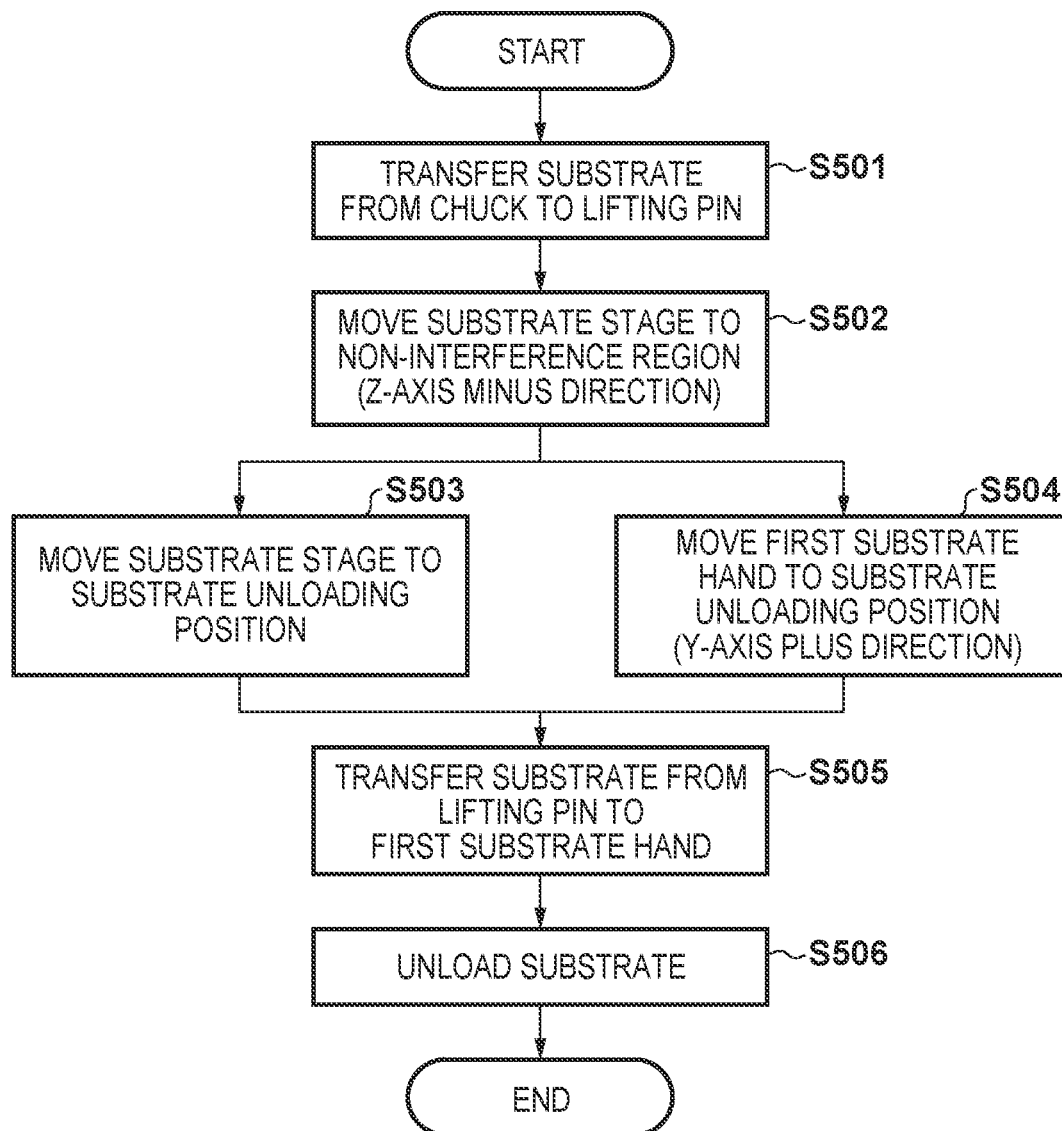 START
TRANSFER SUBSTRATE
FROM CHUCK TO LIFTING PIN
S501
MOVE SUBSTRATE STAGE TO
NON-INTERFERENCE REGION
(Z-AXIS MINUS DIRECTION)
S502
S503
MOVE SUBSTRATE STAGE TO
SUBSTRATE UNLOADING
POSITION
S504
MOVE FIRST SUBSTRATE
HAND TO SUBSTRATE
UNLOADING POSITION
(Y-AXIS PLUS DIRECTION)
TRANSFER SUBSTRATE FROM
LIFTING PIN TO
FIRST SUBSTRATE HAND
S505
UNLOAD SUBSTRATE
S506
END